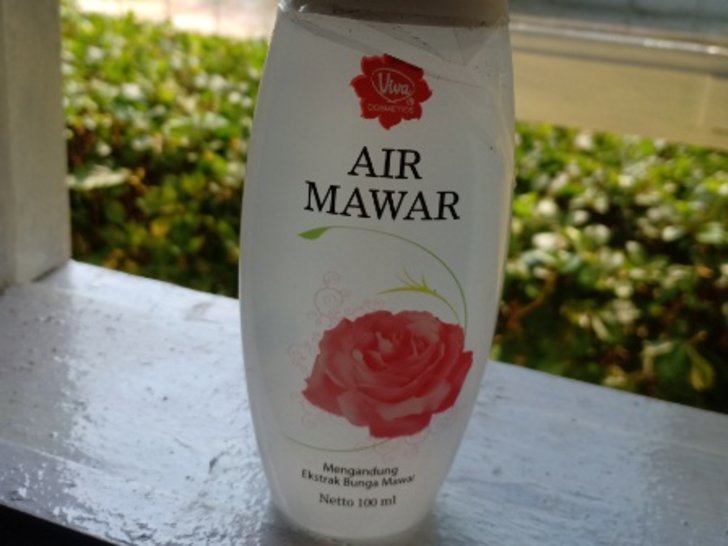 Viva
COSMETICS
AIR
MAWAR
Mengandung
Ekstrak Bunga Mawar
Netto 100 ml